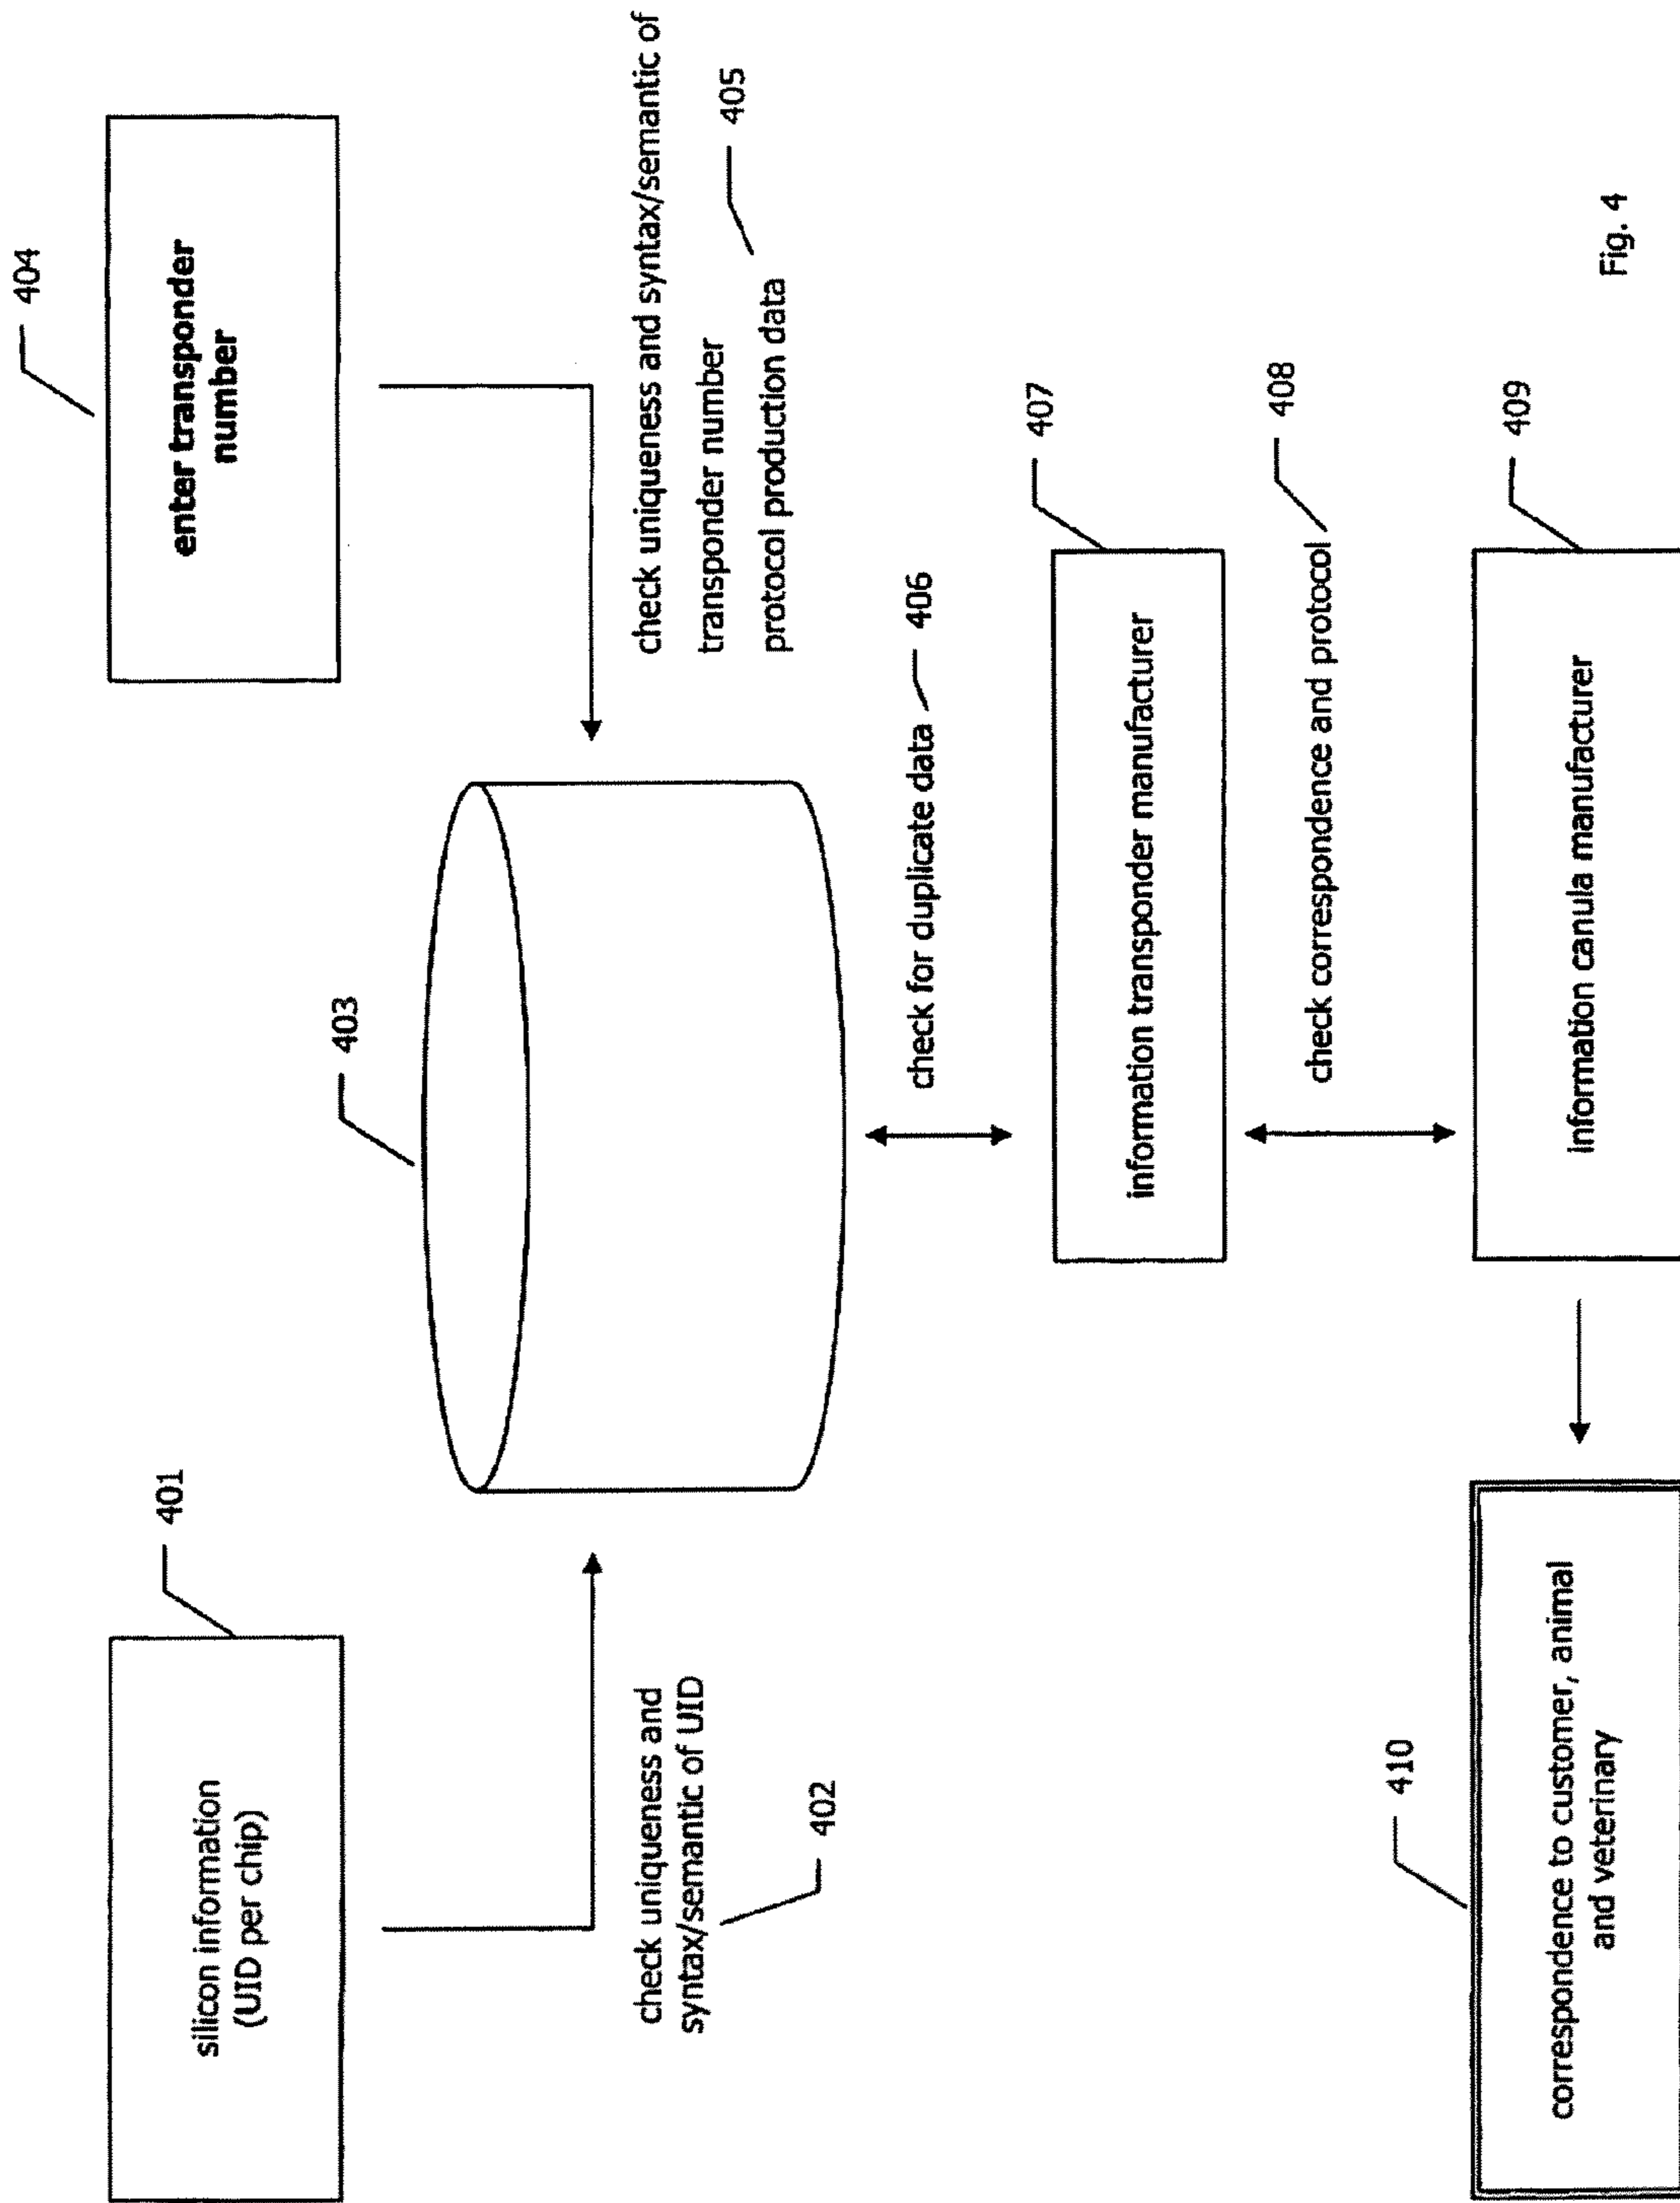 401
silicon information
(UID per chip)
check uniqueness and
syntax/semantic of UID
402
403
404
enter transponder
number
check uniqueness and syntax/semantic of
transponder number
protocol production data
405
check for duplicate data
406
407
information transponder manufacturer
check correspondence and protocol
408
409
information canula manufacturer
410
correspondence to customer, animal
and veterinary
Fig. 4